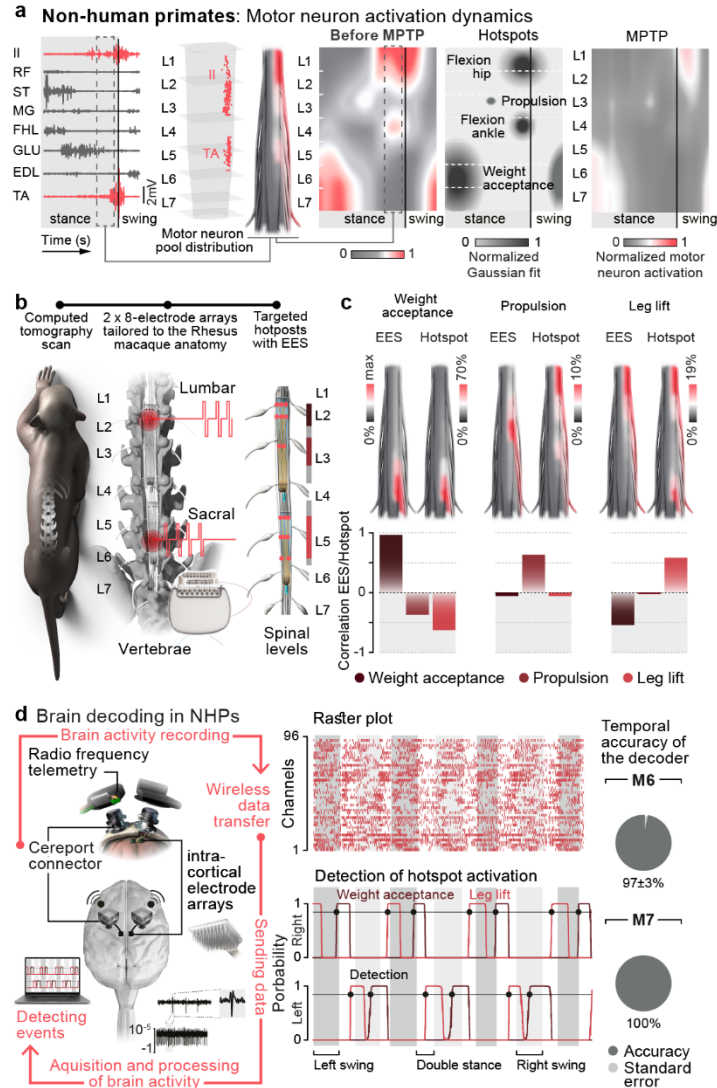 a Non-human primates: Motor neuron activation dynamics
II
RF
ST
MG
FHL
GLU
EDL
TA
2mV
stance swing
Time (s)
L1
L2
L3
L4
L5
L6
L7
II
TA
Motor neuron
pool distribution
Before MPTP
stance swing
0 1
Hotspots
Flexion
hip
Propulsion
Flexion
ankle
Weight
acceptance
stance swing
0 1
Normalized
Gaussian fit
MPTP
L1
L2
L3
L4
L5
L6
L7
stance swing
0 1
Normalized motor
neuron activation
b
Computed
tomography
scan
2 x 8-electrode arrays
tailored to the Rhesus
macaque anatomy
Targeted
hotposts
with EES
L1
L2
L3
L4
L5
L6
L7
Lumbar
Sacral
Vertebrae
L1
L2
L3
L4
L5
L6
L7
Spinal
levels
c
Weight
acceptance
Propulsion
Leg lift
EES Hotspot
EES Hotspot
EES Hotspot
0% max
0% 70%
0% 10%
0% 19%
Correlation EES/Hotspot
1
0
-1
Weight acceptance Propulsion Leg lift
d Brain decoding in NHPs
Brain activity recording
Radio frequency
telemetry
Wireless
data
transfer
Cereport
connector
intra-
cortical
electrode
arrays
Sending data
Detecting
events
10-5
-1
Aquisition and processing
of brain activity
Raster plot
96
Channels
1
Detection of hotspot activation
Weight acceptance Leg lift
Porbability
1
Right
0
Detection
1
Left
0
Left swing Double stance Right swing
Temporal
accuracy of
the decoder
M6
97±3%
M7
100%
Accuracy
Standard
error